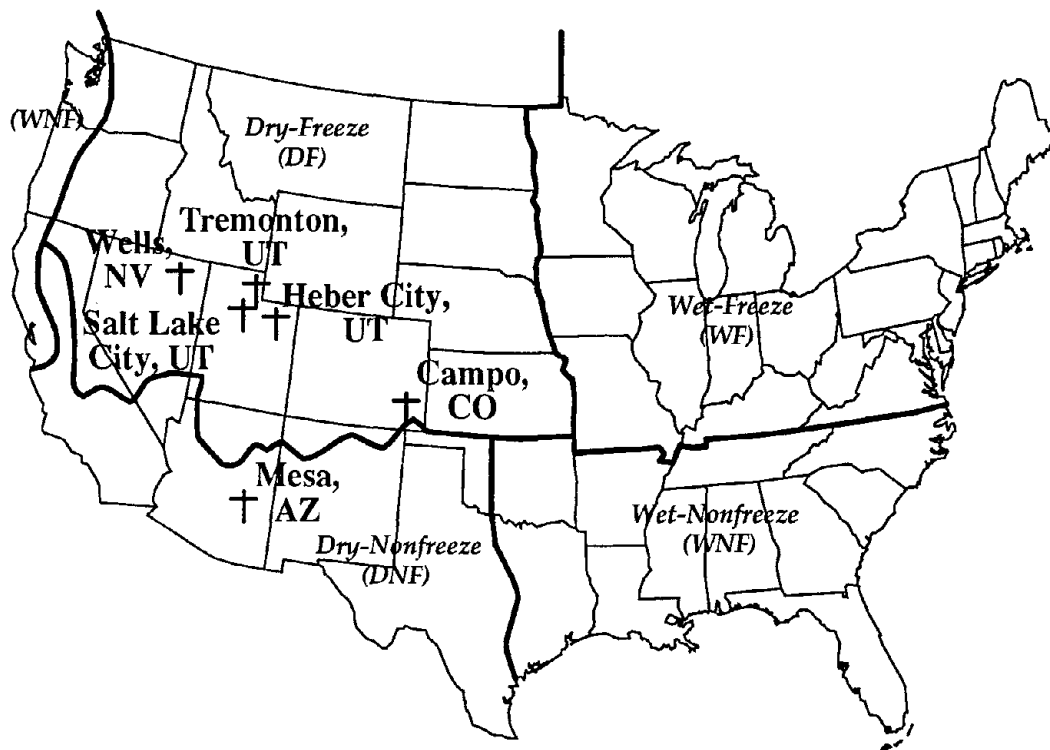 (WNF)
Dry-Freeze
(DF)
Tremonton,
UT
Wells,
NV
Heber City,
UT
Salt Lake
City, UT
Wet-Freeze
(WF)
Campo,
CO
Mesa,
AZ
Wet-Nonfreeze
(WNF)
Dry-Nonfreeze
(DNF)